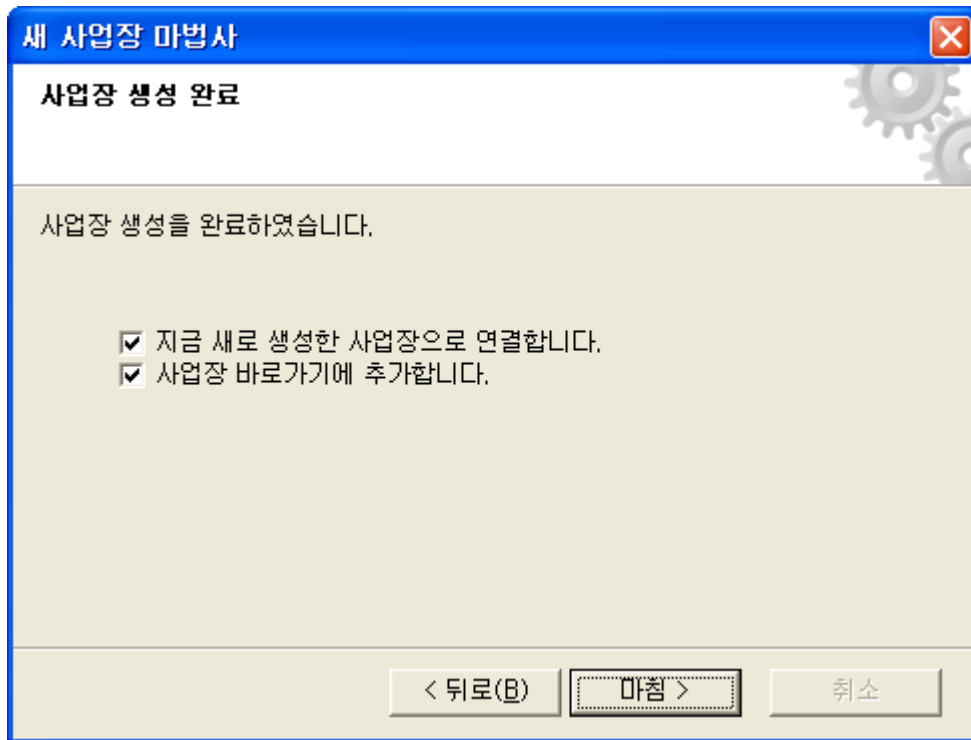 새 사업장 마법사
사업장 생성 완료
사업장 생성을 완료하였습니다.
지금 새로 생성한 사업장으로 연결합니다.
사업장 바로가기에 추가합니다.
< 뒤로(B) 마침 > 취소